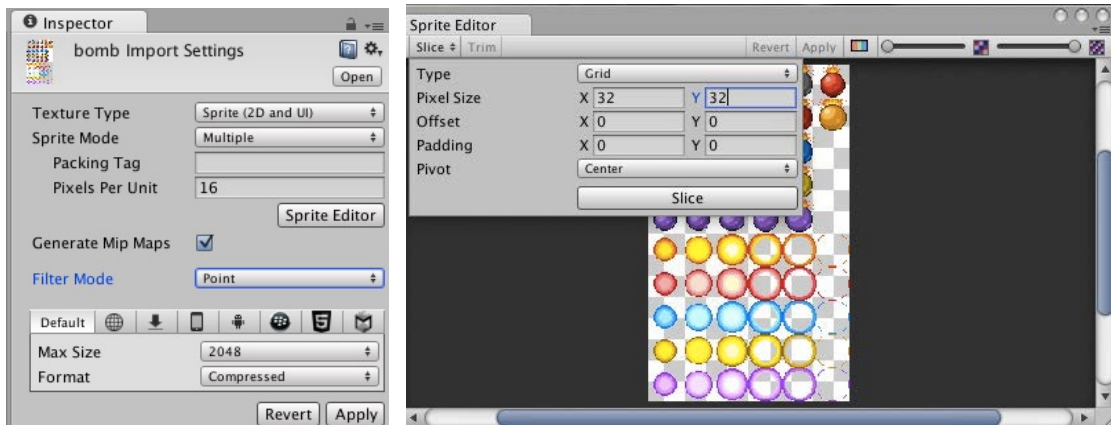 Inspector
bomb Import Settings
Open
Texture Type Sprite (2D and UI)
Sprite Mode Multiple
Packing Tag
Pixels Per Unit 16
Sprite Editor
Generate Mip Maps
Filter Mode Point
Default
Max Size 2048
Format Compressed
Revert Apply
Sprite Editor
Slice Trim Revert Apply
Type Grid
Pixel Size X 32 Y 32
Offset X 0 Y 0
Padding X 0 Y 0
Pivot Center
Slice